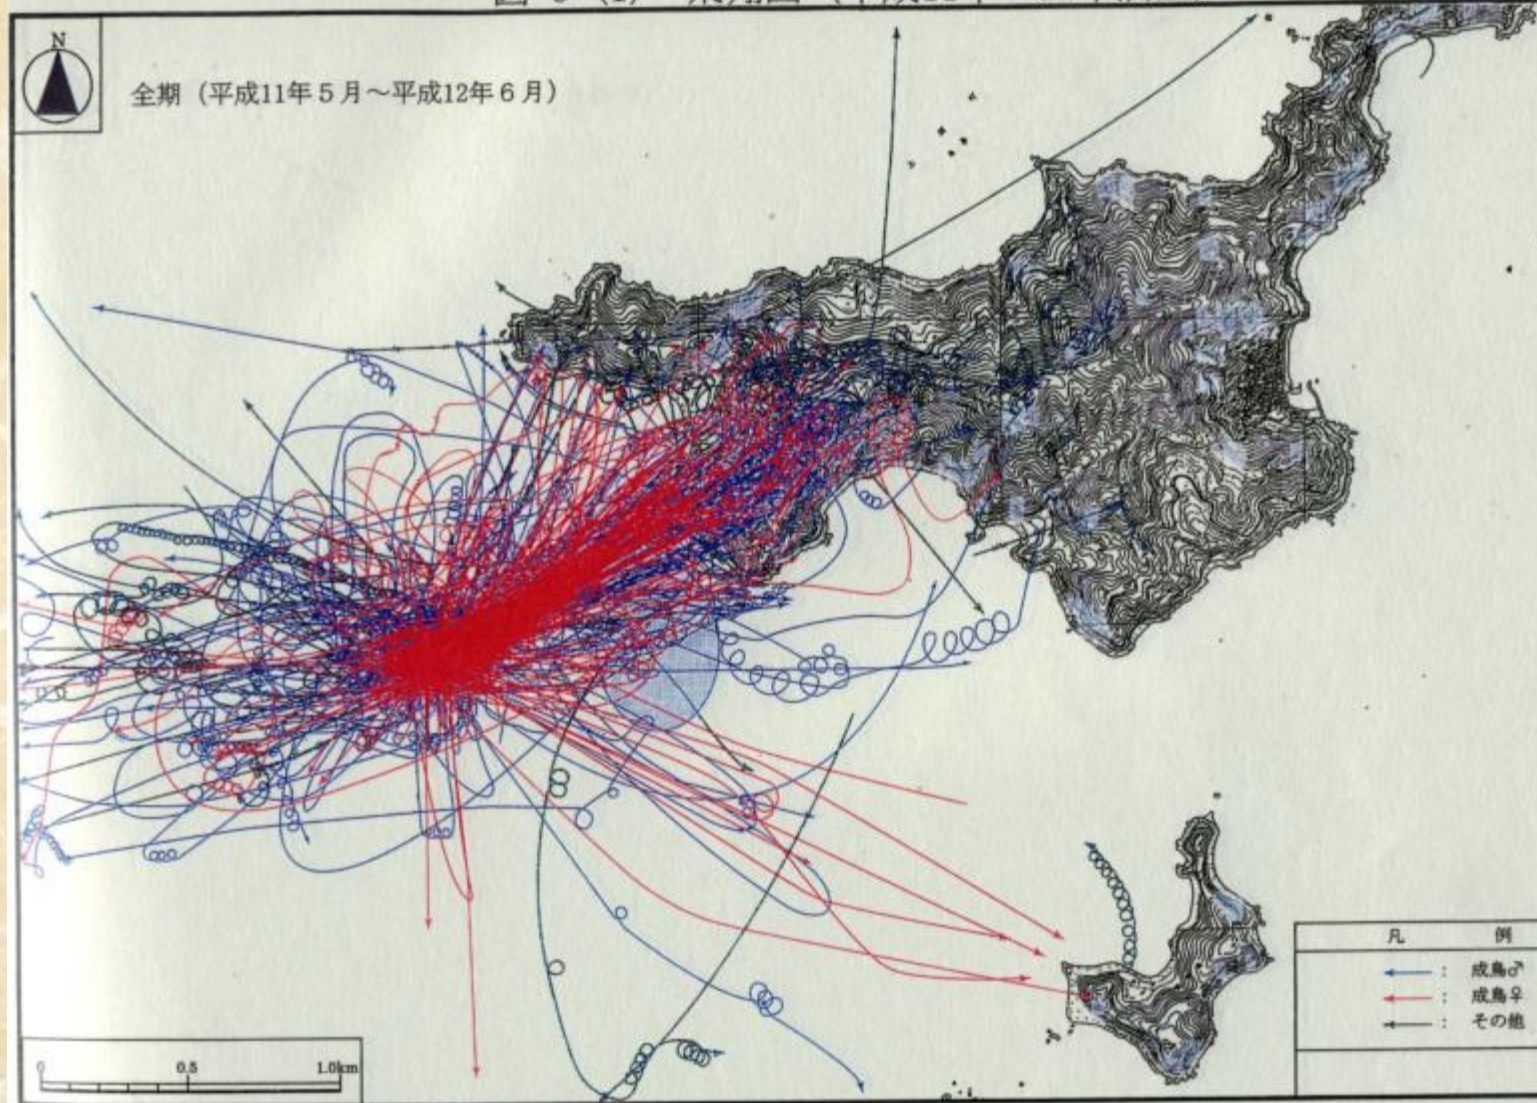 N
全期（平成11年５月～平成12年６月）
凡 例
： 成鳥♂
： 成鳥♀
： その他
0 0.5 1.0km